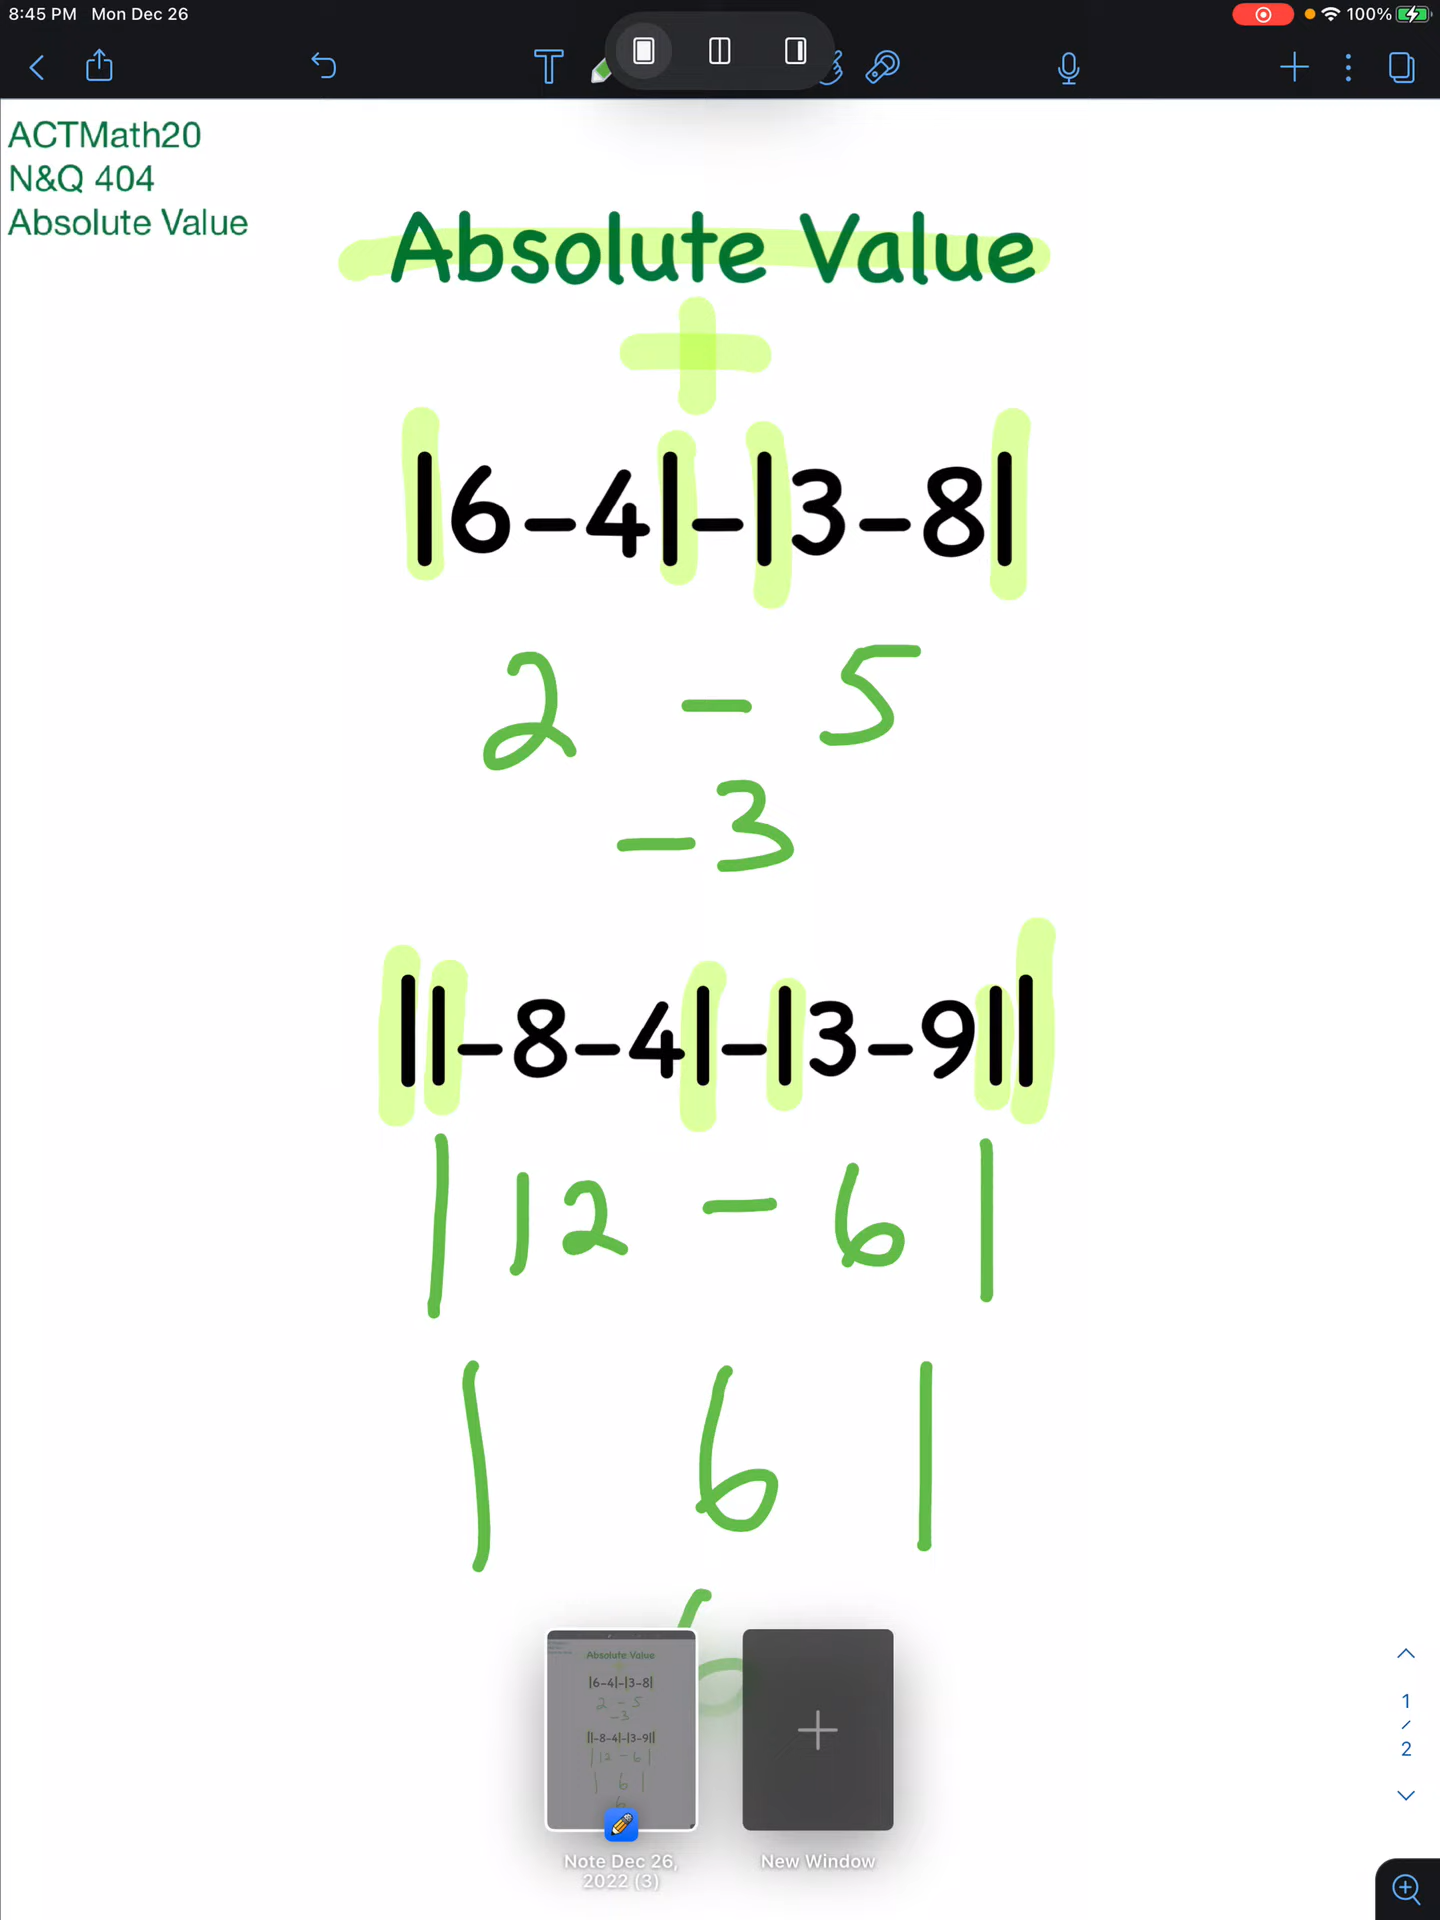 8:45 PM Mon Dec 26
100%
T
ACTMath20
N&Q 404
Absolute Value
Absolute Value
+
|6-4|-|3-8|
2 - 5
-3
||-8-4|-|3-9||
|12 - 6|
|6|
6
Absolute Value
|6-4|-|3-8|
2 - 5
-3
||-8-4|-|3-9||
|12 - 6|
|6|
6
Note Dec 26,
2022 (3)
New Window
1
/
2